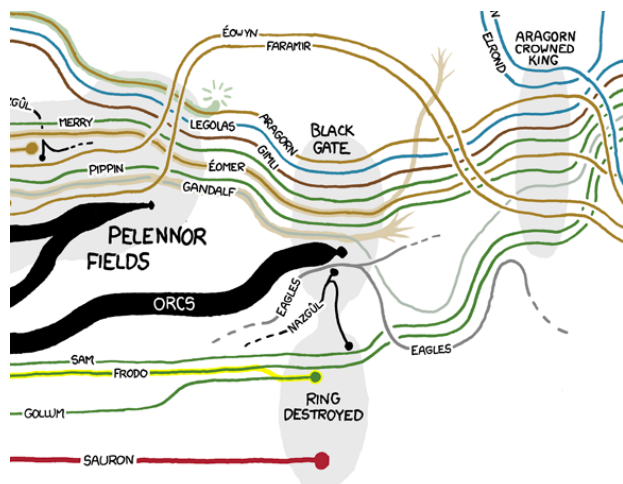 ÉOWYN
FARAMIR
N
ELROND
ARAGORN
CROWNED
KING
ZGÛL
MERRY
LEGOLAS
ARAGORN
GIMLI
BLACK
GATE
PIPPIN
ÉOMER
GANDALF
PELENNOR
FIELDS
ORCS
EAGLES
NAZGÛL
EAGLES
SAM
FRODO
GOLLUM
RING
DESTROYED
SAURON